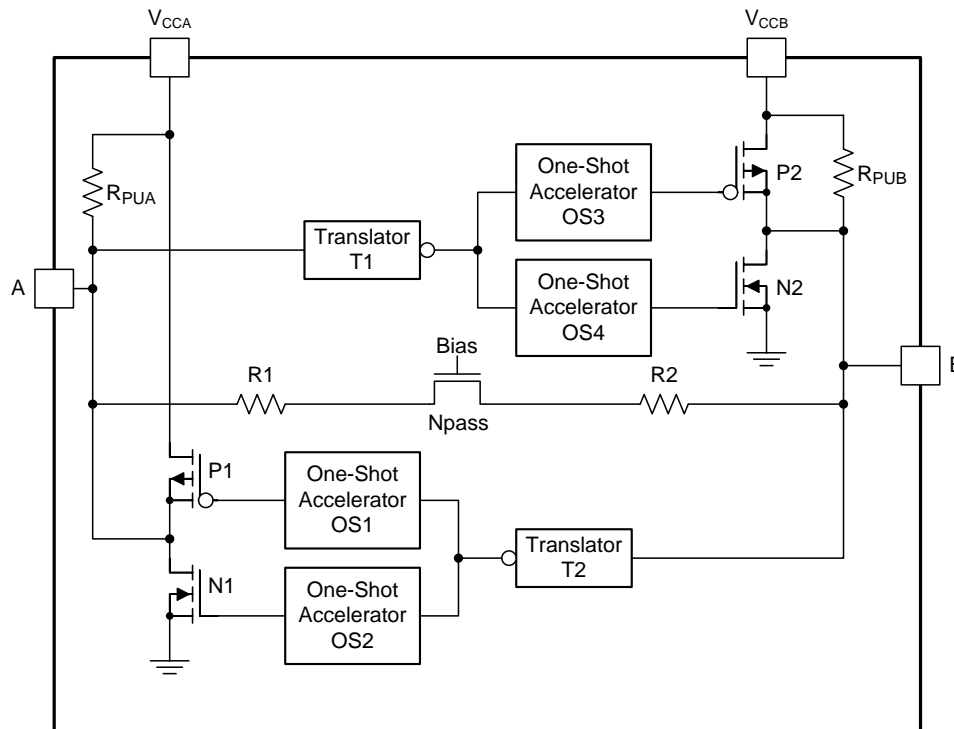 VCCA
VCCB
RPUA
One-Shot
Accelerator
OS3
P2
RPUB
Translator
T1
A
One-Shot
Accelerator
OS4
N2
Bias
R1
R2
Npass
P1
One-Shot
Accelerator
OS1
Translator
T2
N1
One-Shot
Accelerator
OS2